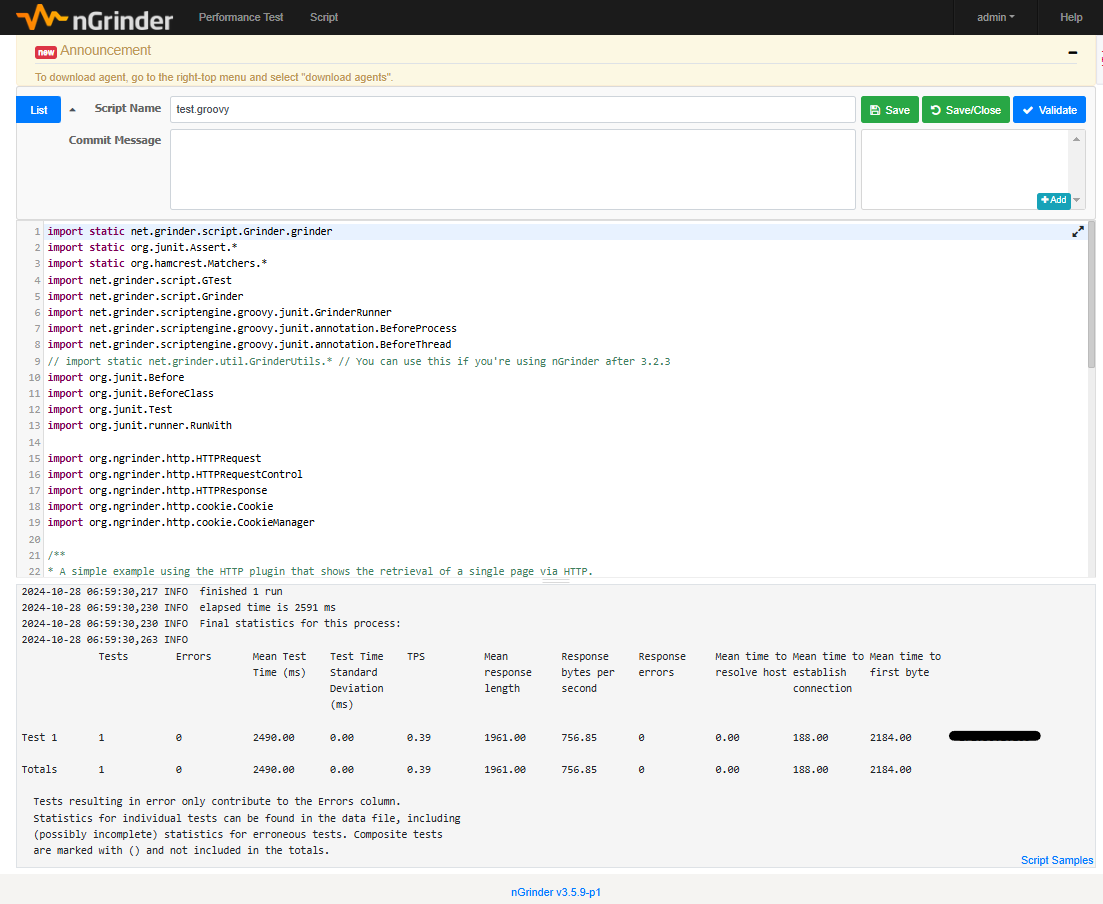 nGrinder Performance Test Script admin Help
new Announcement
To download agent, go to the right-top menu and select "download agents".
List Script Name test.groovy Save Save/Close Validate
Commit Message
Add
1 import static net.grinder.script.Grinder.grinder
2 import static org.junit.Assert.*
3 import static org.hamcrest.Matchers.*
4 import net.grinder.script.GTest
5 import net.grinder.script.Grinder
6 import net.grinder.scriptengine.groovy.junit.GrinderRunner
7 import net.grinder.scriptengine.groovy.junit.annotation.BeforeProcess
8 import net.grinder.scriptengine.groovy.junit.annotation.BeforeThread
9 // import static net.grinder.util.GrinderUtils.* // You can use this if you're using nGrinder after 3.2.3
10 import org.junit.Before
11 import org.junit.BeforeClass
12 import org.junit.Test
13 import org.junit.runner.RunWith
14
15 import org.ngrinder.http.HTTPRequest
16 import org.ngrinder.http.HTTPRequestControl
17 import org.ngrinder.http.HTTPResponse
18 import org.ngrinder.http.cookie.Cookie
19 import org.ngrinder.http.cookie.CookieManager
20
21 /**
22 * A simple example using the HTTP plugin that shows the retrieval of a single page via HTTP.
2024-10-28 06:59:30,217 INFO finished 1 run
2024-10-28 06:59:30,230 INFO elapsed time is 2591 ms
2024-10-28 06:59:30,230 INFO Final statistics for this process:
2024-10-28 06:59:30,263 INFO
Tests Errors Mean Test Test Time TPS Mean Response Response Mean time to Mean time to Mean time to
Time (ms) Standard response bytes per errors resolve host establish first byte
Deviation length second connection
(ms)
Test 1 1 0 2490.00 0.00 0.39 1961.00 756.85 0 0.00 188.00 2184.00
Totals 1 0 2490.00 0.00 0.39 1961.00 756.85 0 0.00 188.00 2184.00
Tests resulting in error only contribute to the Errors column.
Statistics for individual tests can be found in the data file, including
(possibly incomplete) statistics for erroneous tests. Composite tests
are marked with () and not included in the totals.
Script Samples
nGrinder v3.5.9-p1